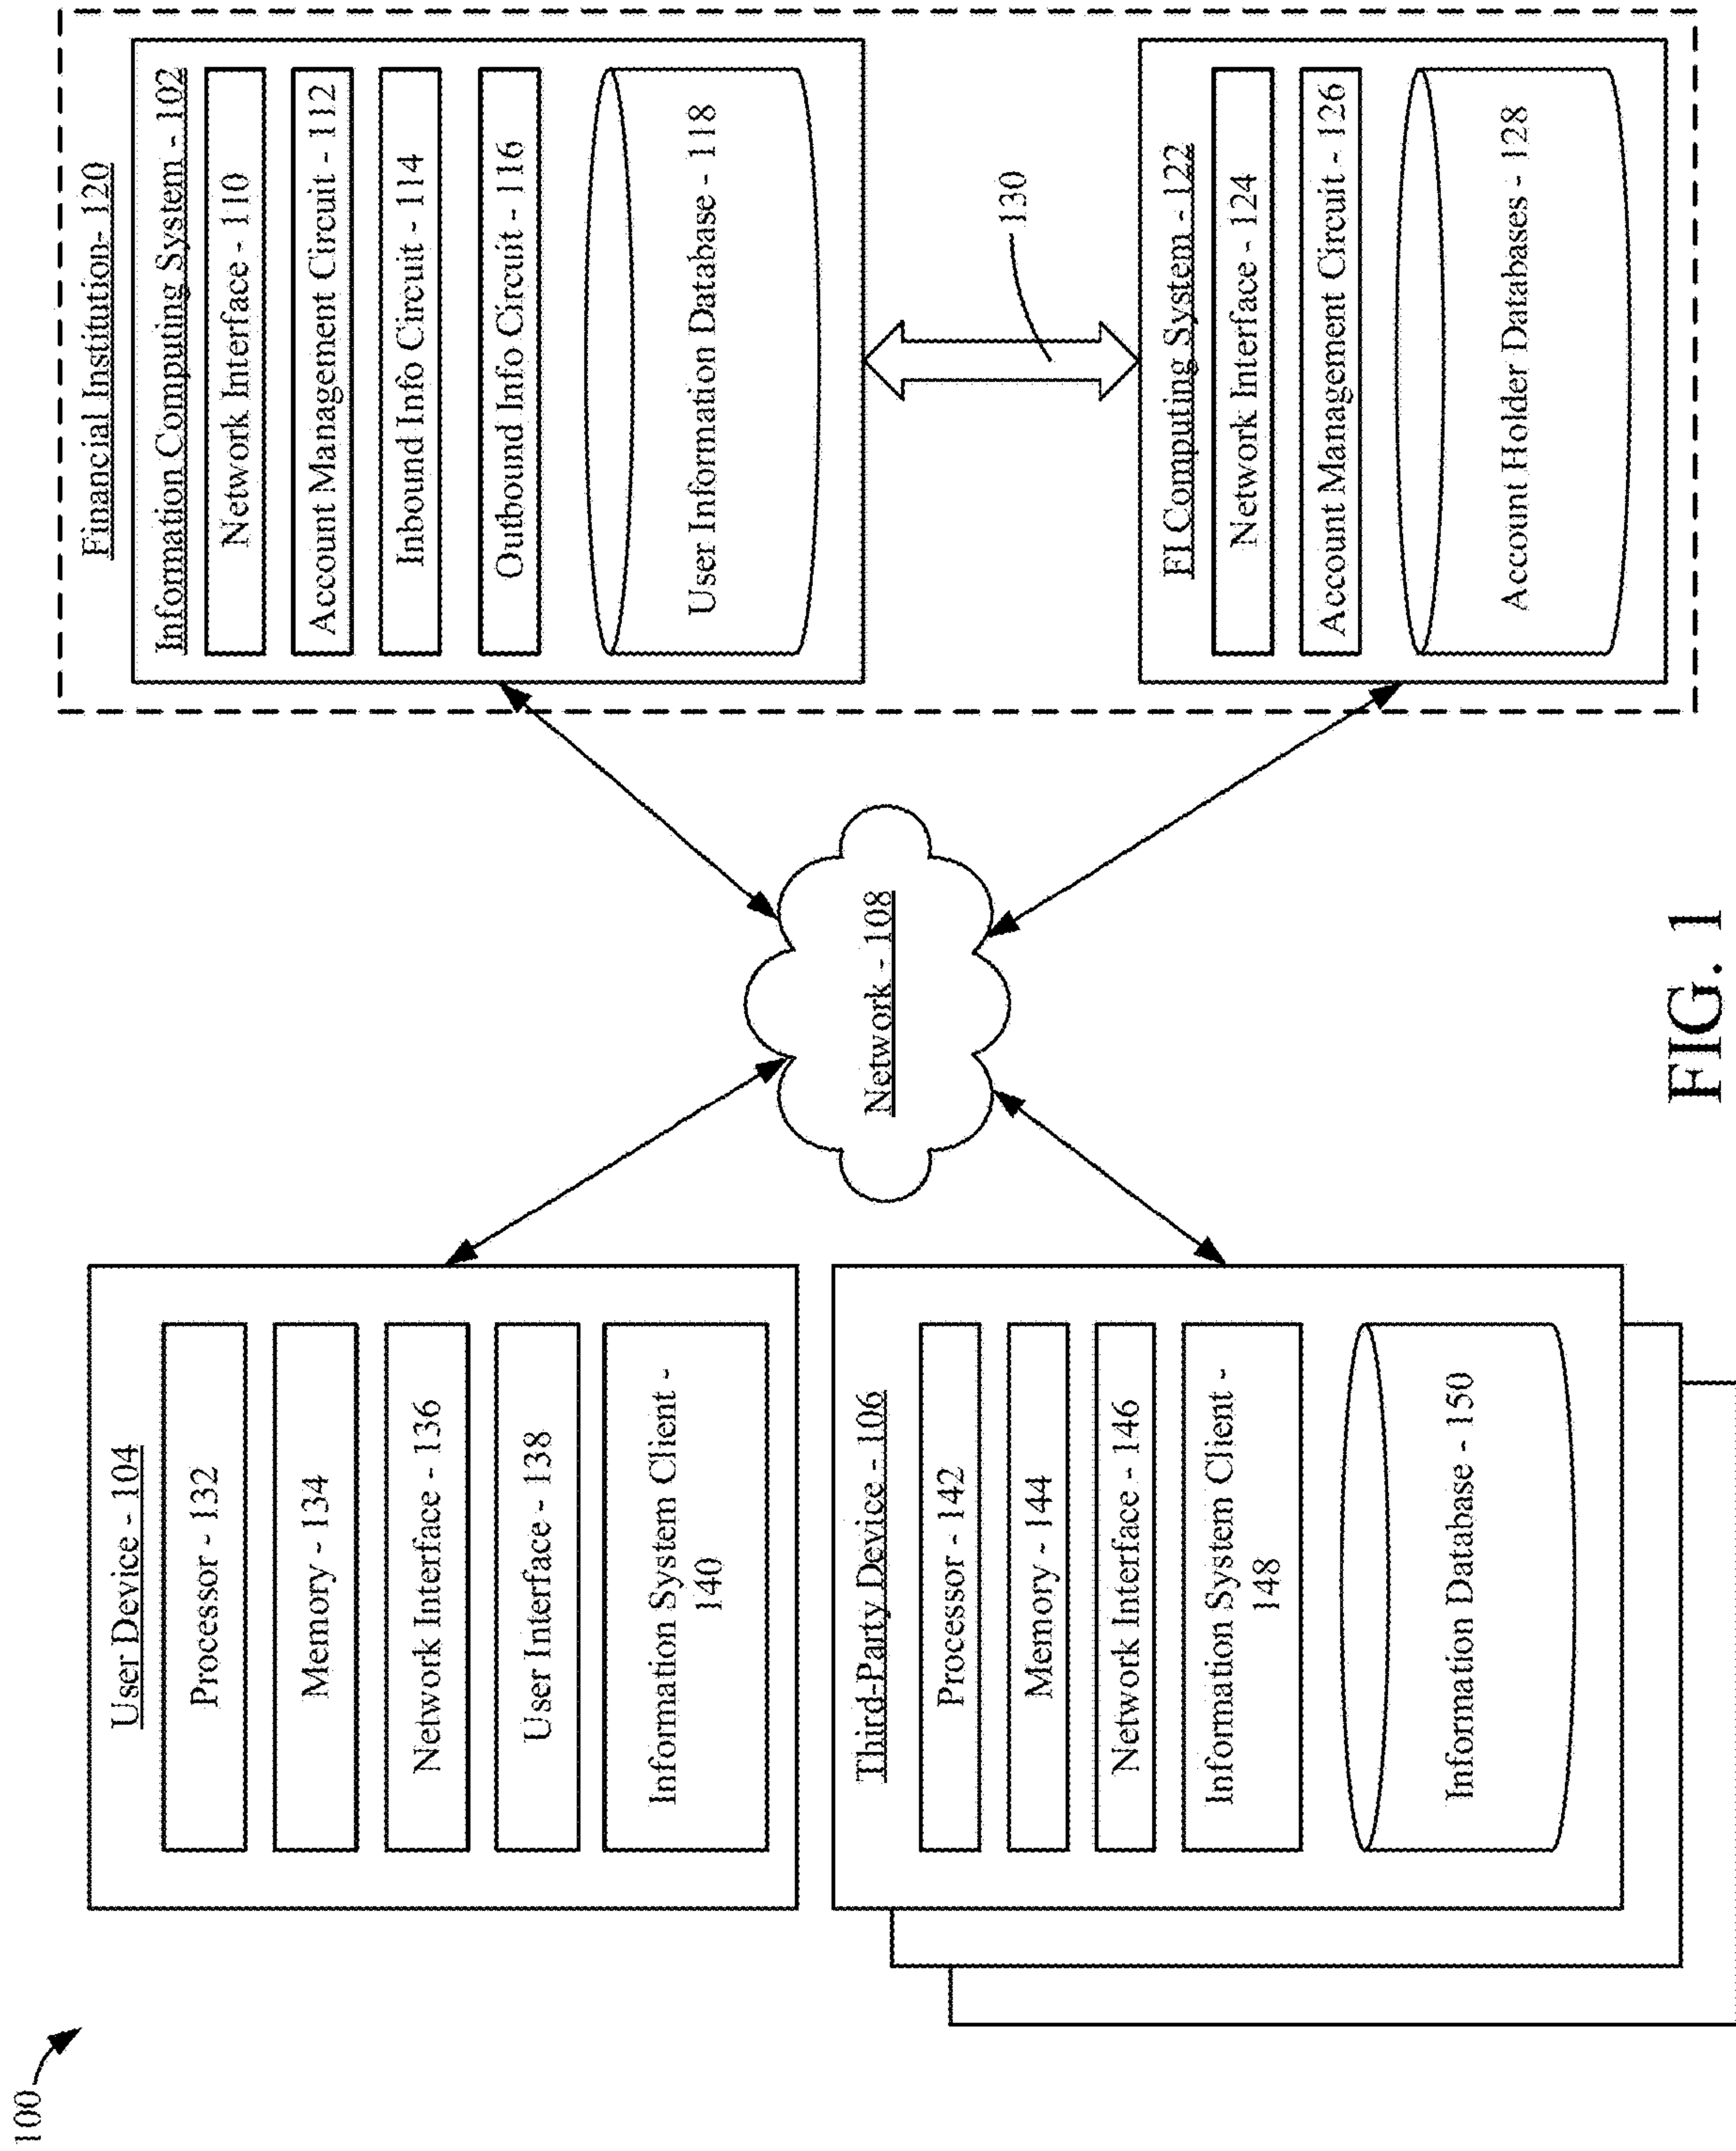 100
User Device - 104
Processor - 132
Memory - 134
Network Interface - 136
User Interface - 138
Information System Client -
140
Third-Party Device - 106
Processor - 142
Memory - 144
Network Interface - 146
Information System Client -
148
Information Database - 150
Network - 108
Financial Institution- 120
Information Computing System - 102
Network Interface - 110
Account Management Circuit - 112
Inbound Info Circuit - 114
Outbound Info Circuit - 116
User Information Database - 118
130
FI Computing System - 122
Network Interface - 124
Account Management Circuit - 126
Account Holder Databases - 128
FIG. 1